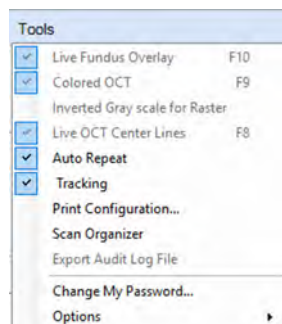 Tools
Live Fundus Overlay F10
Colored OCT F9
Inverted Gray scale for Raster
Live OCT Center Lines F8
Auto Repeat
Tracking
Print Configuration...
Scan Organizer
Export Audit Log File
Change My Password...
Options